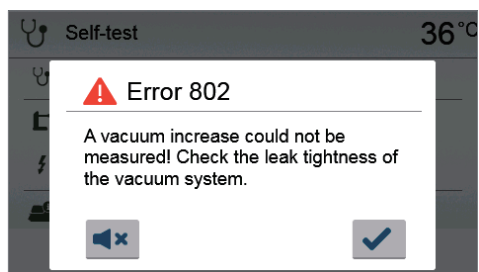 Self-test
36°C
Error 802
A vacuum increase could not be
measured! Check the leak tightness of
the vacuum system.